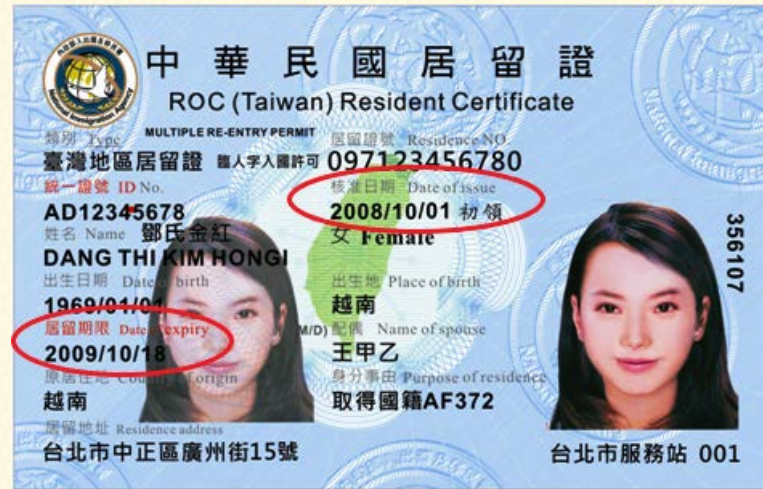 中華民國居留證
ROC (Taiwan) Resident Certificate
National Immigration Agency
MULTIPLE RE-ENTRY PERMIT
類別 Type
居留證號 Residence NO.
臺灣地區居留證 臨人字入國許可 097123456780
統一證號 ID No.
核准日期 Date of issue
AD12345678
2008/10/01 初領
姓名 Name 鄧氏金紅
女 Female
DANG THI KIM HONGI
出生日期 Date of birth
出生地 Place of birth
1969/01/01
越南
居留期限 Date expiry
M/D) 配偶 Name of spouse
2009/10/18
王甲乙
原居住地 Country of origin
身分事由 Purpose of residence
越南
取得國籍AF372
居留地址 Residence address
台北市中正區廣州街15號
台北市服務站 001
356107